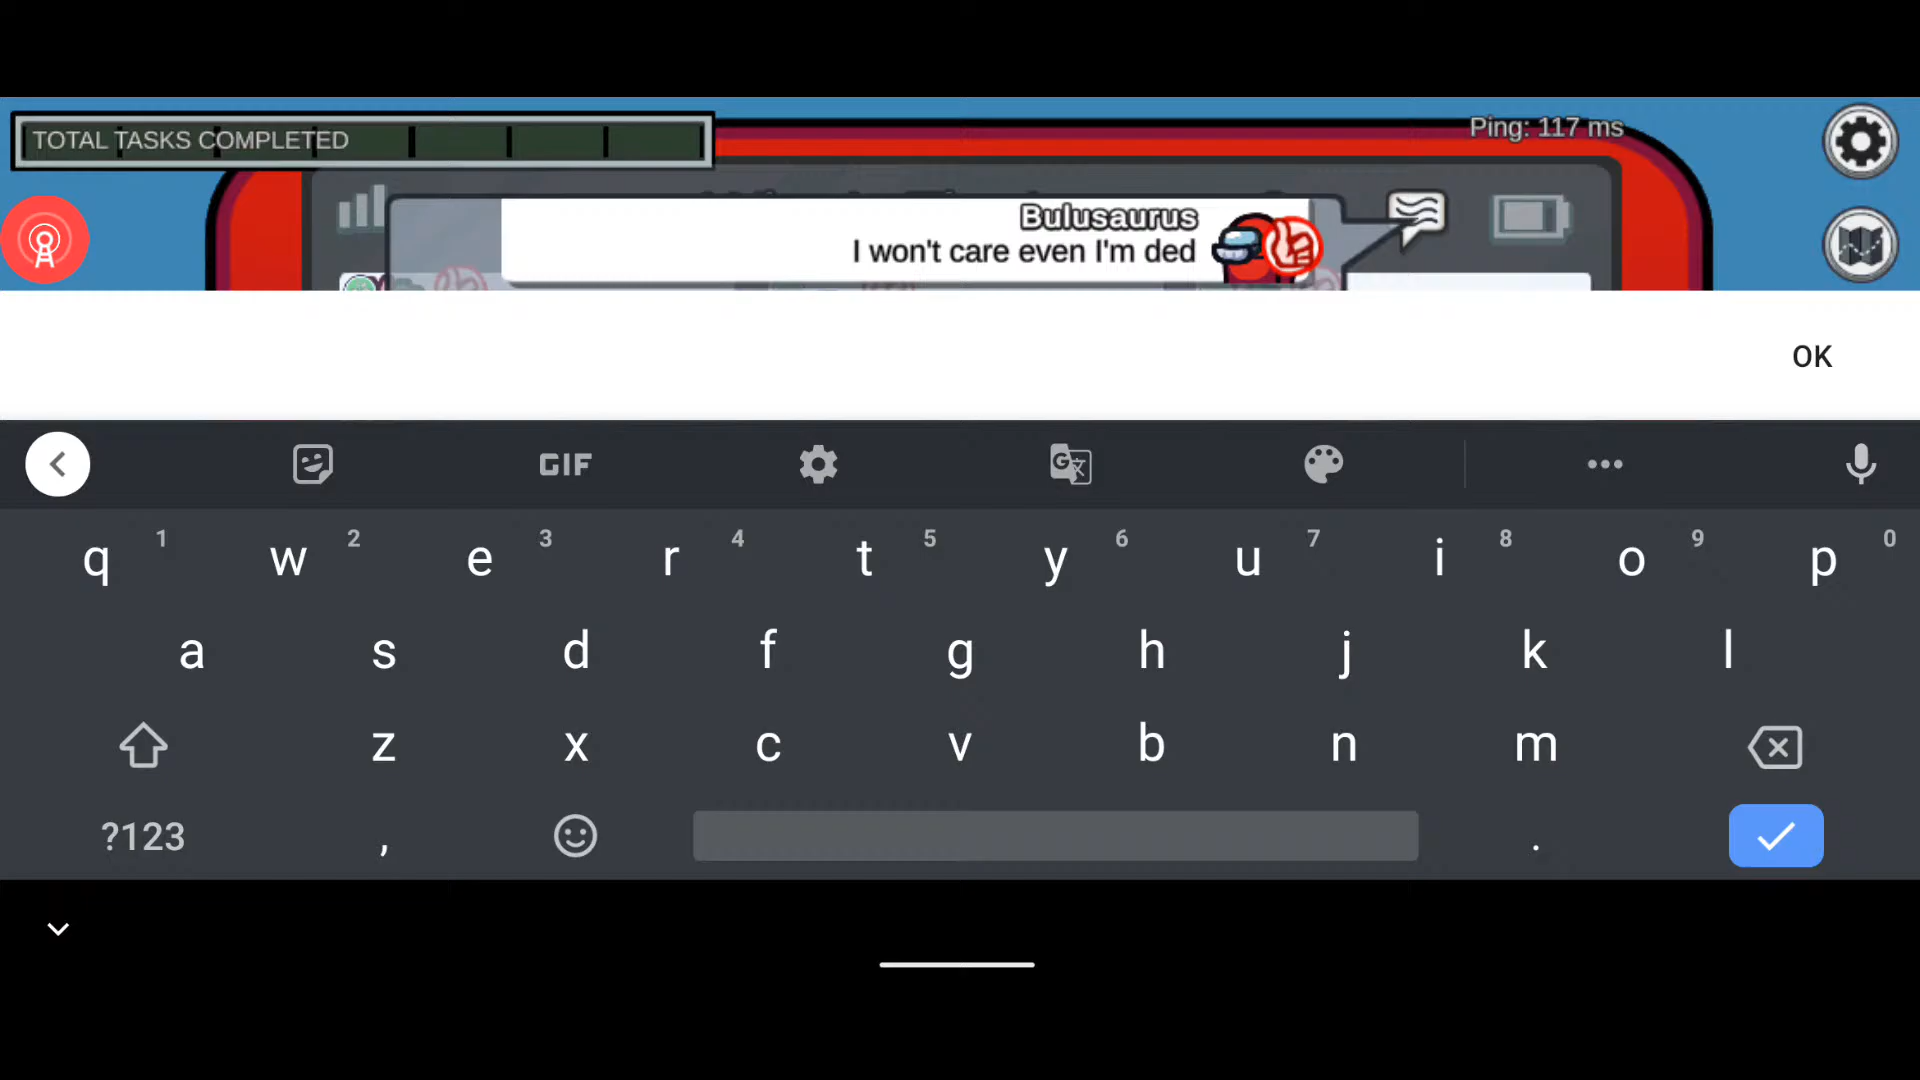 TOTAL TASKS COMPLETED
Ping: 117 ms
Bulusaurus
I won't care even I'm ded
OK
GIF
G
q 1 w 2 e 3 r 4 t 5 y 6 u 7 i 8 o 9 p 0
a s d f g h j k l
z x c v b n m
?123 , .